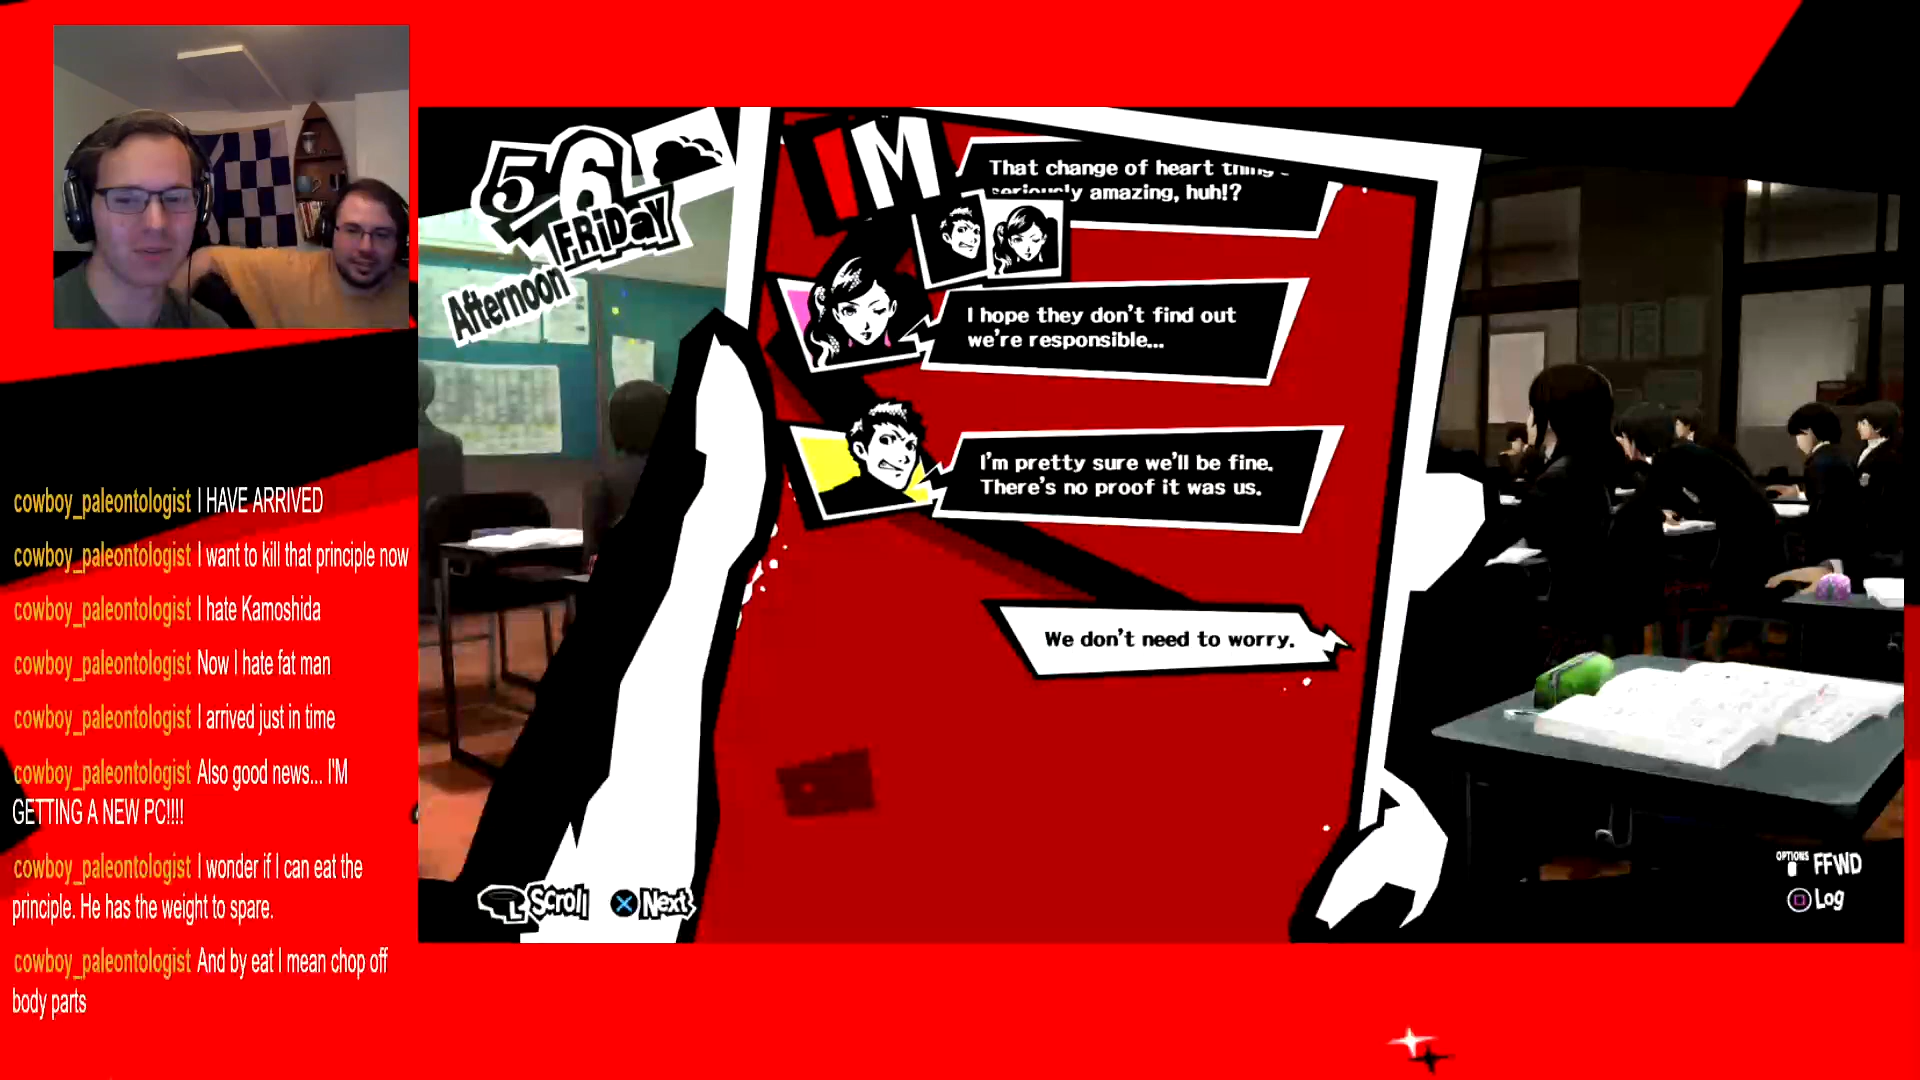 5/6
FRiDaY
Afternoon
IM
That change of heart thing's
seriously amazing, huh!?
I hope they don't find out
we're responsible...
I'm pretty sure we'll be fine.
There's no proof it was us.
We don't need to worry.
L Scroll
Next
OPTIONS FFWD
Log
cowboy_paleontologist I HAVE ARRIVED
cowboy_paleontologist I want to kill that principle now
cowboy_paleontologist I hate Kamoshida
cowboy_paleontologist Now I hate fat man
cowboy_paleontologist I arrived just in time
cowboy_paleontologist Also good news... I'M
GETTING A NEW PC!!!!
cowboy_paleontologist I wonder if I can eat the
principle. He has the weight to spare.
cowboy_paleontologist And by eat I mean chop off
body parts